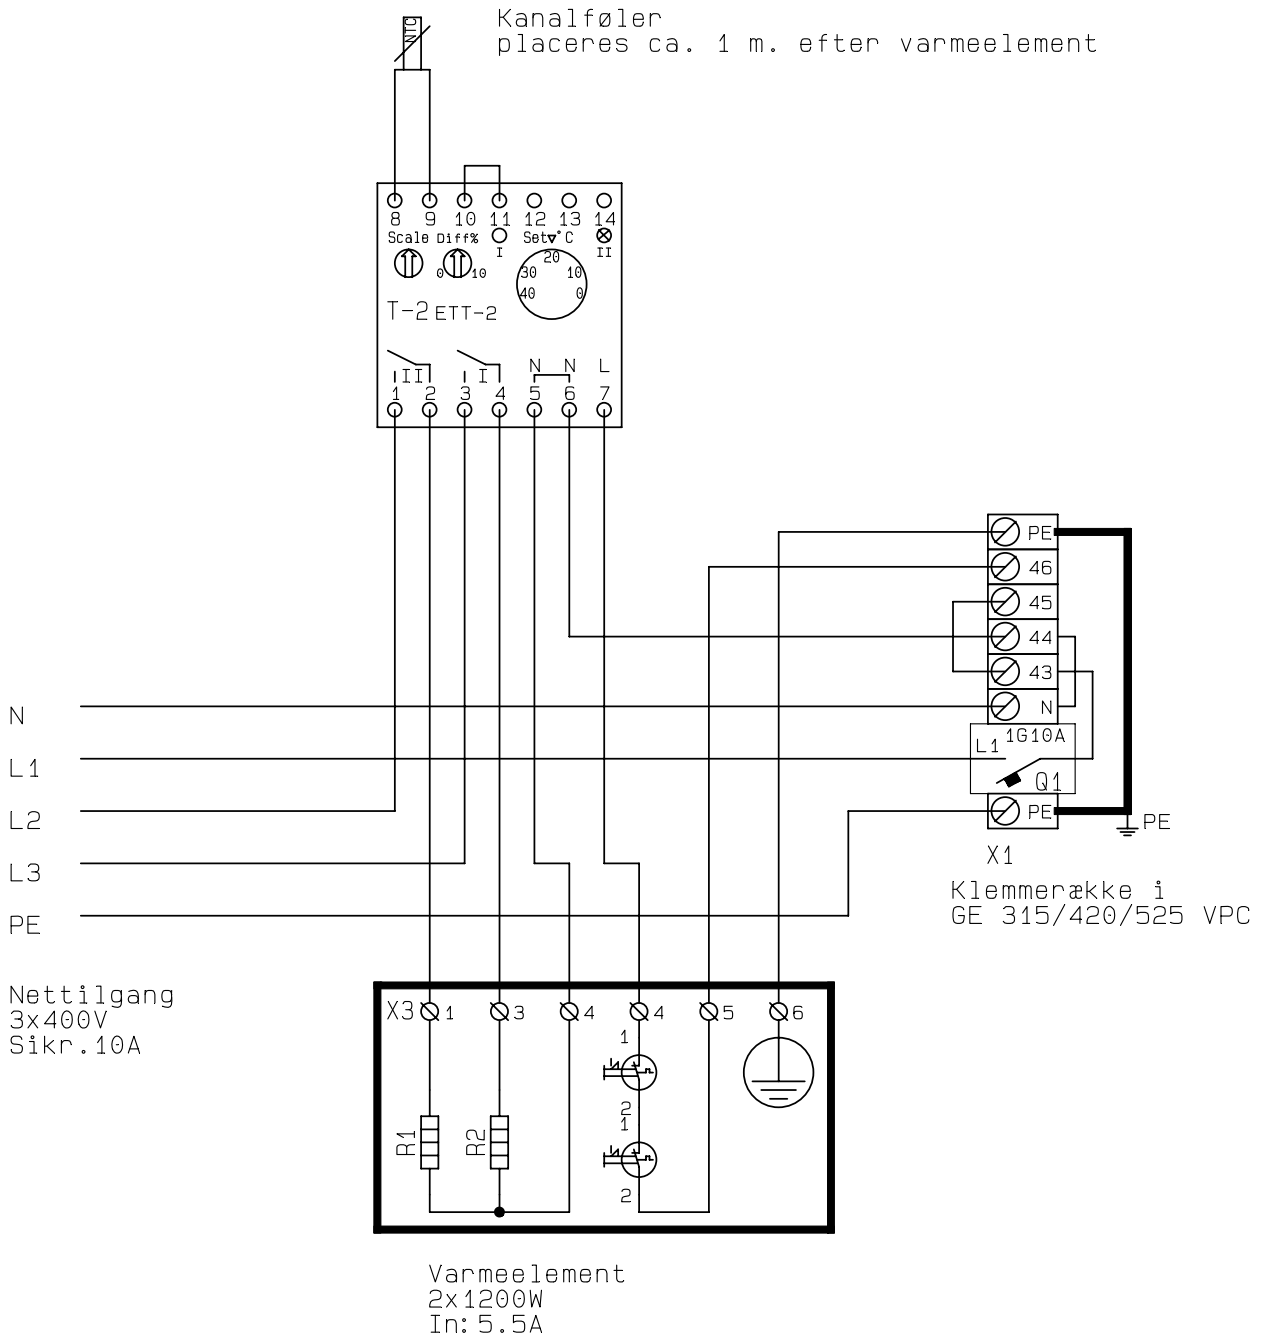 Kanalføler
placeres ca. 1 m. efter varmeelement
NTC
8 9 10 11 12 13 14
Scale Diff% Set °C
I II
0 10
20
30 10
40 0
T-2 ETT-2
N N L
II I
1 2 3 4 5 6 7
PE
46
45
44
43
N
1G10A
L1
Q1
PE
PE
X1
Klemmerække i
GE 315/420/525 VPC
N
L1
L2
L3
PE
Nettilgang
3x400V
Sikr.10A
X3 1 3 4 4 5 6
1
2
1
2
R1 R2
Varmeelement
2x1200W
In:5.5A